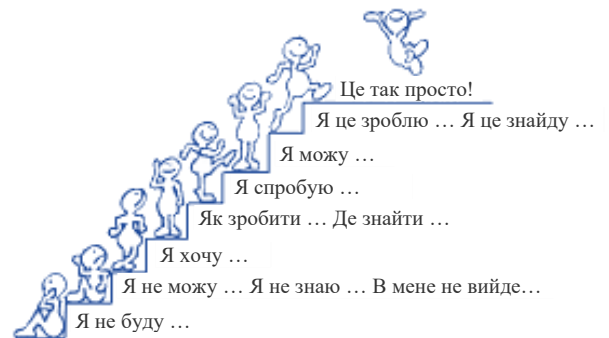 Це так просто!
Я це зроблю … Я це знайду …
Я можу …
Я спробую …
Як зробити … Де знайти …
Я хочу …
Я не можу … Я не знаю … В мене не вийде…
Я не буду …